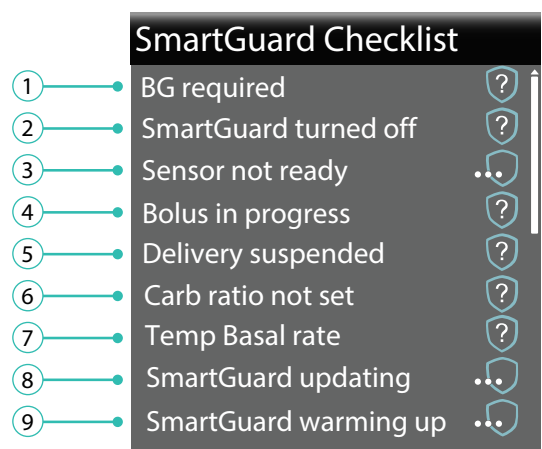 SmartGuard Checklist
1 BG required ?
2 SmartGuard turned off ?
3 Sensor not ready ...
4 Bolus in progress ?
5 Delivery suspended ?
6 Carb ratio not set ?
7 Temp Basal rate ?
8 SmartGuard updating ...
9 SmartGuard warming up ...